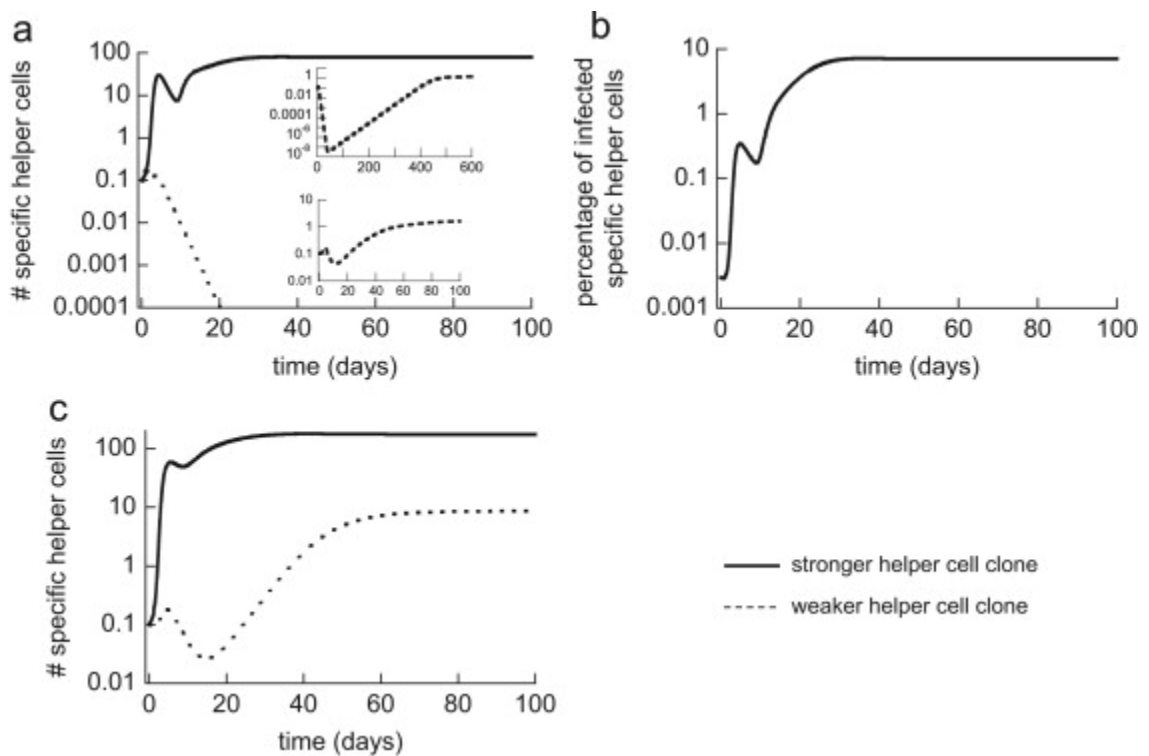 a
# specific helper cells
100
10
1
0.1
0.01
0.001
0.0001
0 20 40 60 80 100
time (days)
1
0.01
0.0001
0 200 400 600
10
1
0.1
0.01
0 20 40 60 80 100
b
percentage of infected
specific helper cells
10
1
0.1
0.01
0.001
0 20 40 60 80 100
time (days)
c
# specific helper cells
100
10
1
0.1
0.01
0 20 40 60 80 100
time (days)
stronger helper cell clone
weaker helper cell clone